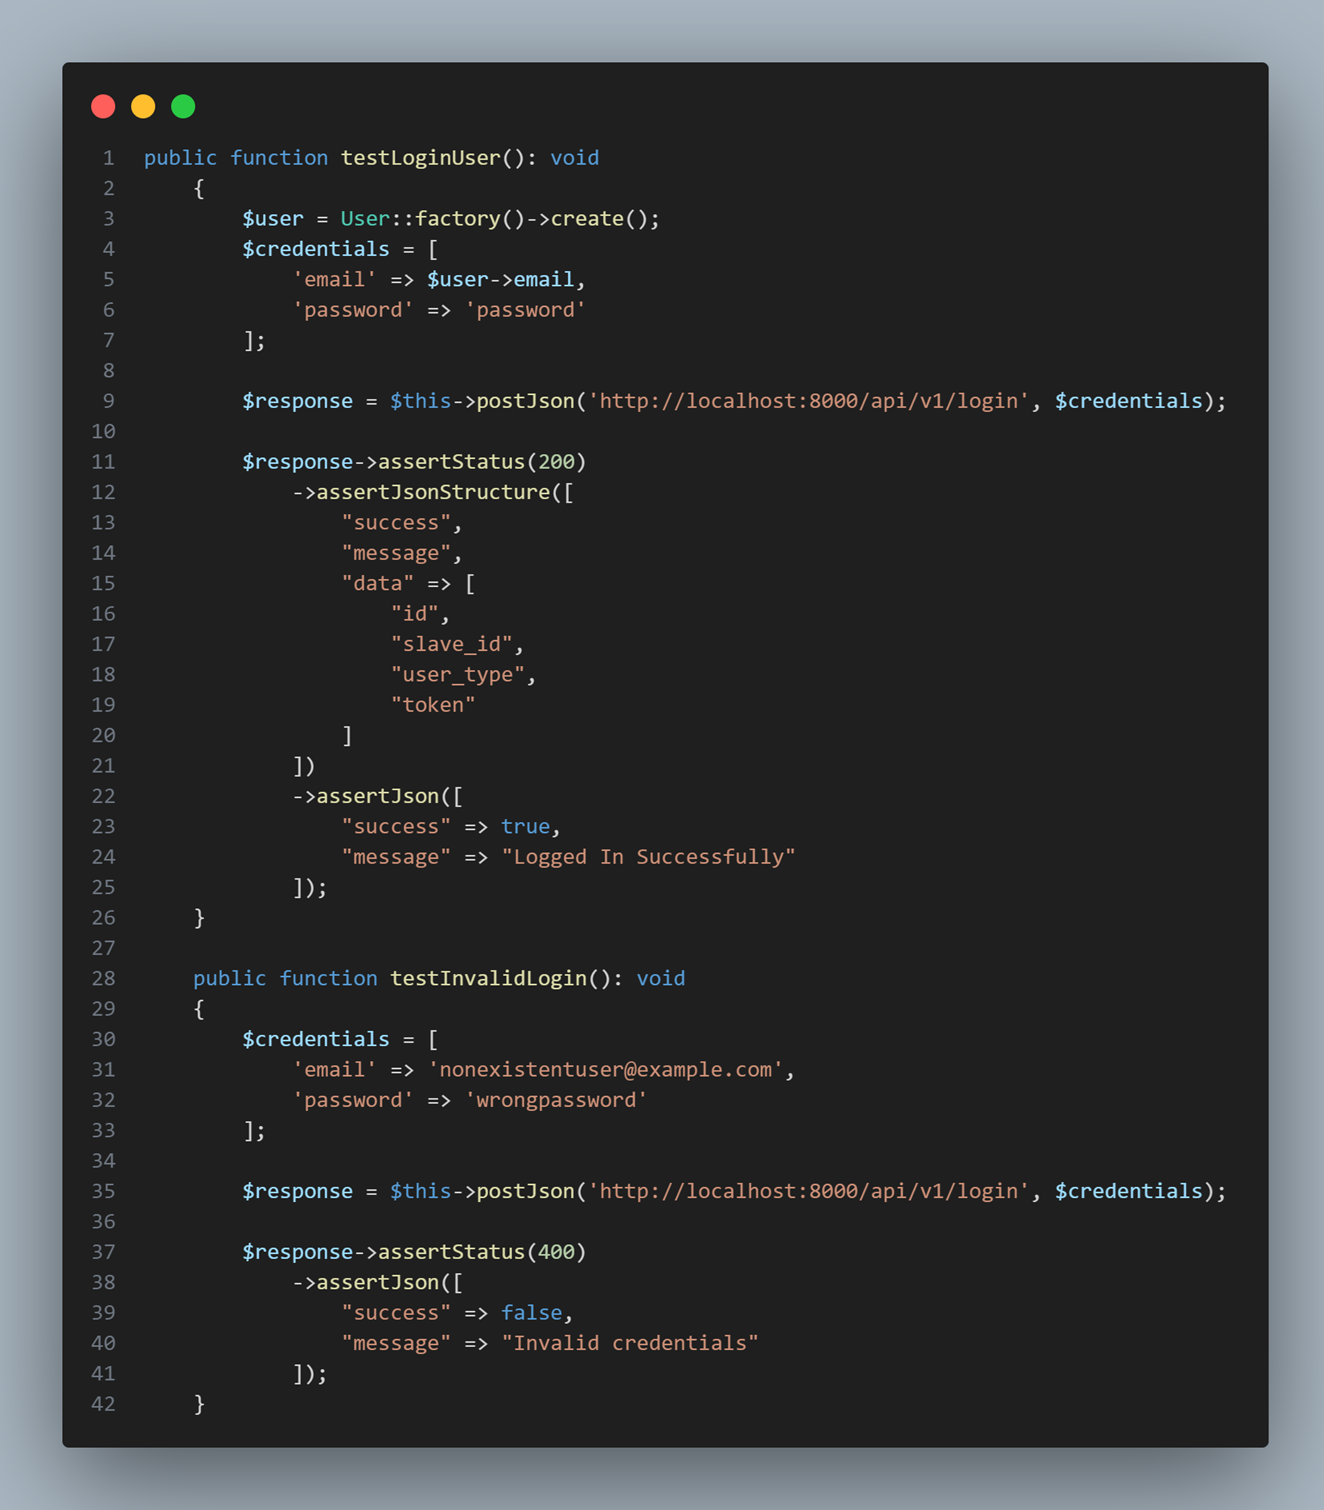 1 public function testLoginUser(): void
2     {
3         $user = User::factory()->create();
4         $credentials = [
5             'email' => $user->email,
6             'password' => 'password'
7         ];
8
9         $response = $this->postJson('http://localhost:8000/api/v1/login', $credentials);
10
11         $response->assertStatus(200)
12             ->assertJsonStructure([
13                 "success",
14                 "message",
15                 "data" => [
16                     "id",
17                     "slave_id",
18                     "user_type",
19                     "token"
20                 ]
21             ])
22             ->assertJson([
23                 "success" => true,
24                 "message" => "Logged In Successfully"
25             ]);
26     }
27
28     public function testInvalidLogin(): void
29     {
30         $credentials = [
31             'email' => 'nonexistentuser@example.com',
32             'password' => 'wrongpassword'
33         ];
34
35         $response = $this->postJson('http://localhost:8000/api/v1/login', $credentials);
36
37         $response->assertStatus(400)
38             ->assertJson([
39                 "success" => false,
40                 "message" => "Invalid credentials"
41             ]);
42     }